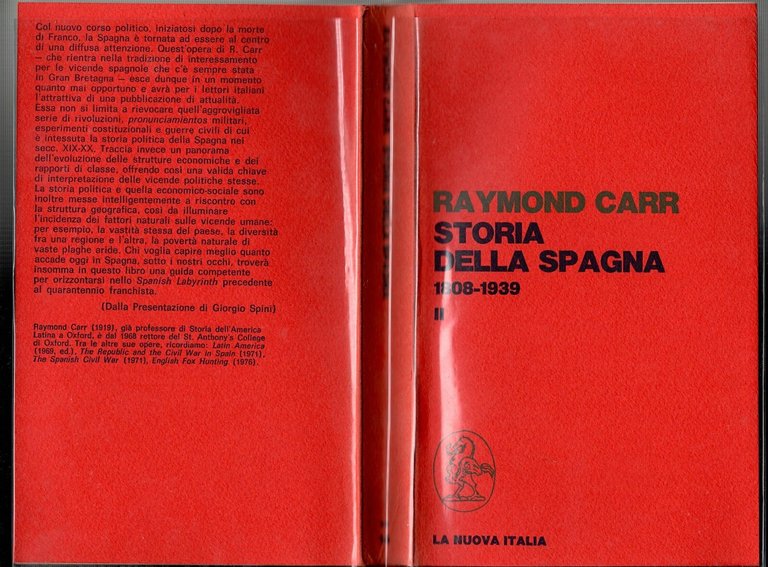 Col nuovo corso politico, iniziatosi dopo la morte
di Franco, la Spagna è tornata ad essere al centro
di una diffusa attenzione. Quest'opera di R. Carr
— che rientra nella tradizione di interessamento
per le vicende spagnole che c'è sempre stata
in Gran Bretagna — esce dunque in un momento
quanto mai opportuno e avrà per i lettori italiani
l'attrattiva di una pubblicazione di attualità.
Essa non si limita a rievocare quell'aggrovigliata
serie di rivoluzioni, pronunciamientos militari,
esperimenti costituzionali e guerre civili di cui
è intessuta la storia politica della Spagna nei
secc. XIX-XX. Traccia invece un panorama
dell'evoluzione delle strutture economiche e dei
rapporti di classe, offrendo così una valida chiave
di interpretazione delle vicende politiche stesse.
La storia politica e quella economico-sociale sono
inoltre messe intelligentemente a riscontro con
la struttura geografica, così da illuminare
l'incidenza dei fattori naturali sulle vicende umane:
per esempio, la vastità stessa del paese, la diversità
fra una regione e l'altra, la povertà naturale di
vaste plaghe aride. Chi voglia capire meglio quanto
accade oggi in Spagna, sotto i nostri occhi, troverà
insomma in questo libro una guida competente
per orizzontarsi nello Spanish Labyrinth precedente
al quarantennio franchista.
(Dalla Presentazione di Giorgio Spini)
Raymond Carr (1919), già professore di Storia dell'America
Latina a Oxford, è dal 1968 rettore del St. Anthony's College
di Oxford. Tra le altre sue opere, ricordiamo: Latin America
(1969, ed.), The Republic and the Civil War in Spain (1971),
The Spanish Civil War (1971), English Fox Hunting (1976).
RAYMOND CARR
STORIA
DELLA SPAGNA
1808-1939
II
LA NUOVA ITALIA